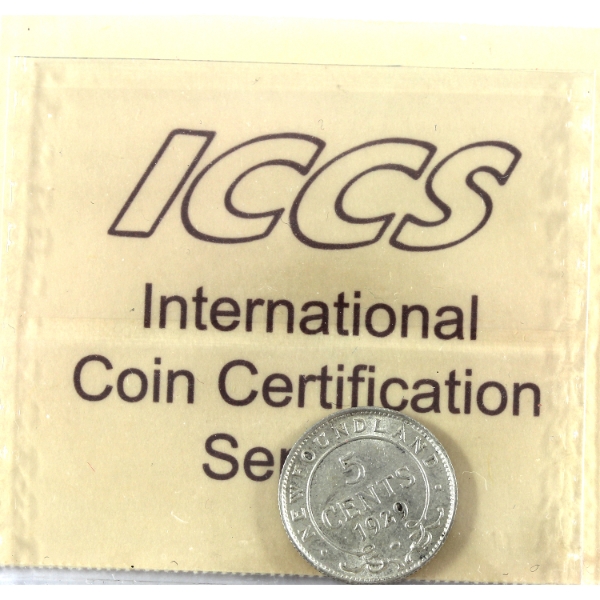 ICCS
International
Coin Certification
Ser
NEWFOUNDLAND
5
CENTS
1929